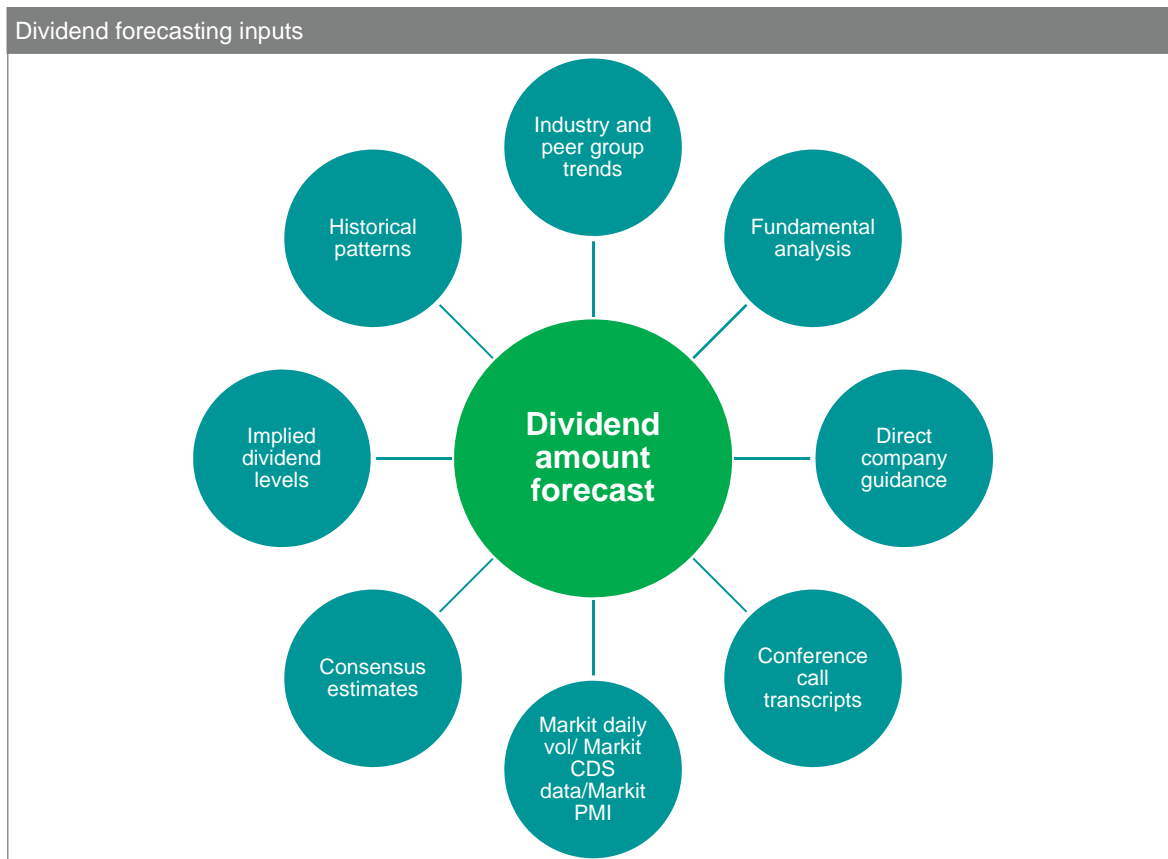 Dividend forecasting inputs
Industry and
peer group
trends
Historical
patterns
Fundamental
analysis
Dividend
amount
forecast
Implied
dividend
levels
Direct
company
guidance
Consensus
estimates
Conference
call
transcripts
Markit daily
vol/ Markit
CDS
data/Markit
PMI